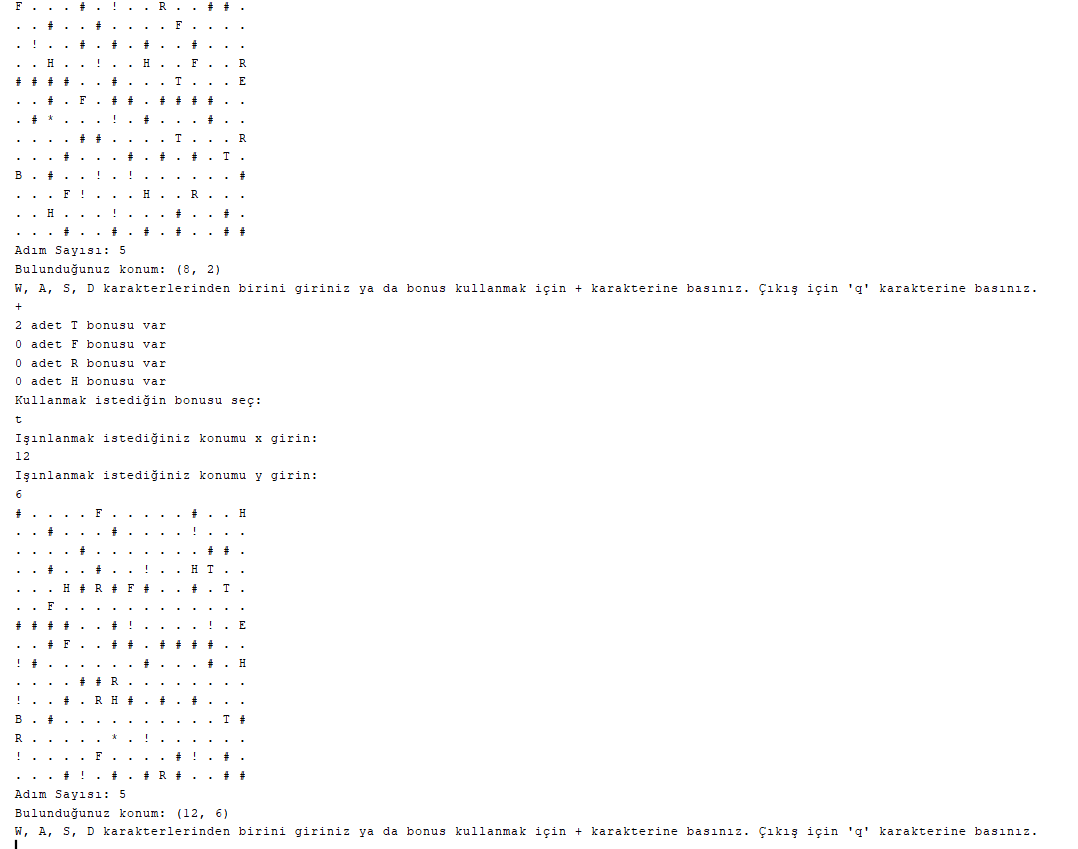 F . . . # . ! . . R . . # # .
. . # . . # . . . . F . . . .
. ! . . # . # . # . . # . . .
. . H . . ! . . H . . F . . R
# # # # . . # . . . T . . . E
. . # . F . # # . # # # # . .
. # * . . . ! . # . . . # . .
. . . . # # . . . . T . . . R
. . . # . . . # . # . # . T .
B . # . . ! . ! . . . . . . #
. . . F ! . . . H . . R . . .
. . H . . . ! . . . # . . # .
. . . # . . # . # . # . . # #
Adım Sayısı: 5
Bulunduğunuz konum: (8, 2)
W, A, S, D karakterlerinden birini giriniz ya da bonus kullanmak için + karakterine basınız. Çıkış için 'q' karakterine basınız.
+
2 adet T bonusu var
0 adet F bonusu var
0 adet R bonusu var
0 adet H bonusu var
Kullanmak istediğin bonusu seç:
t
Işınlanmak istediğiniz konumu x girin:
12
Işınlanmak istediğiniz konumu y girin:
6
# . . . . F . . . . . # . . H
. . # . . . # . . . . ! . . .
. . . . # . . . . . . . # # .
. . # . . # . . ! . . H T . .
. . . H # R # F # . . # . T .
. . F . . . . . . . . . . . .
# # # # . . # ! . . . . ! . E
. . # F . . # # . # # # # . .
! # . . . . . . # . . . # . H
. . . . # # R . . . . . . . .
! . . # . R H # . # . # . . .
B . # . . . . . . . . . . T #
R . . . . . * . ! . . . . . .
! . . . . F . . . . # ! . # .
. . . # ! . # . # R # . . # #
Adım Sayısı: 5
Bulunduğunuz konum: (12, 6)
W, A, S, D karakterlerinden birini giriniz ya da bonus kullanmak için + karakterine basınız. Çıkış için 'q' karakterine basınız.